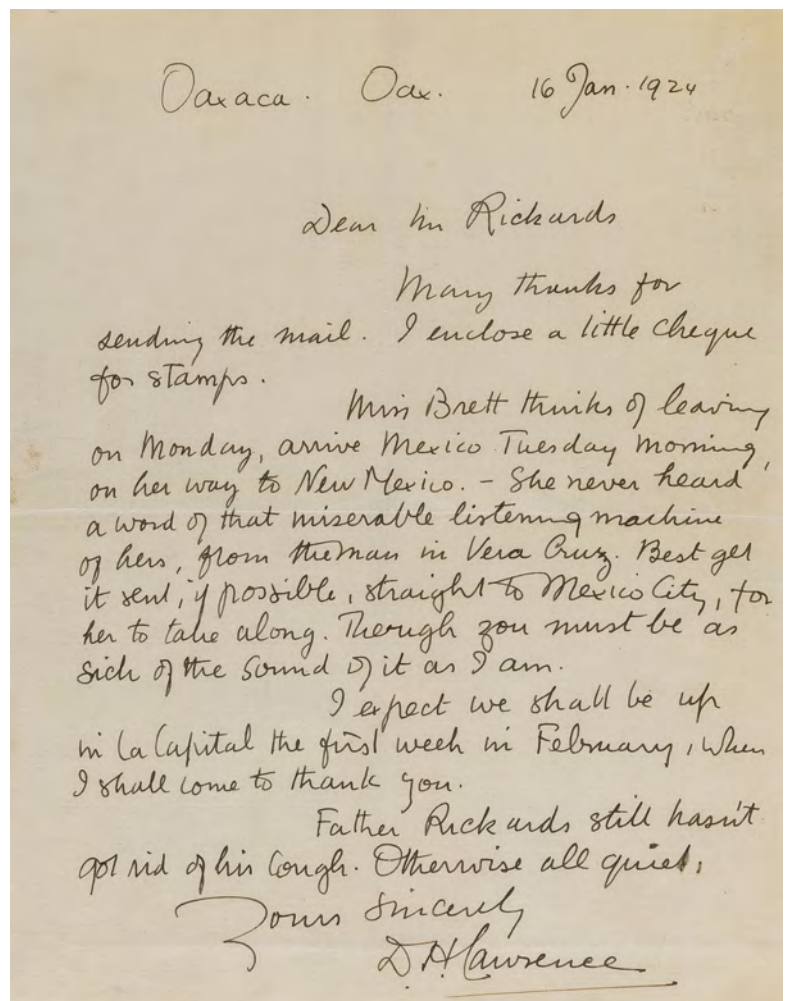 Oaxaca. Oax. 16 Jan. 1924
Dear Mr Rickards
Many thanks for
sending the mail. I enclose a little cheque
for stamps.
Miss Brett thinks of leaving
on Monday, arrive Mexico Tuesday morning,
on her way to New Mexico. – She never heard
a word of that miserable listening machine
of hers, from the man in Vera Cruz. Best get
it sent, if possible, straight to Mexico City, for
her to take along. Though you must be as
sick of the sound of it as I am.
I expect we shall be up
in La Capital the first week in February, when
I shall come to thank you.
Father Rickards still hasn't
got rid of his cough. Otherwise all quiet.
Yours Sincerely
D. H. Lawrence